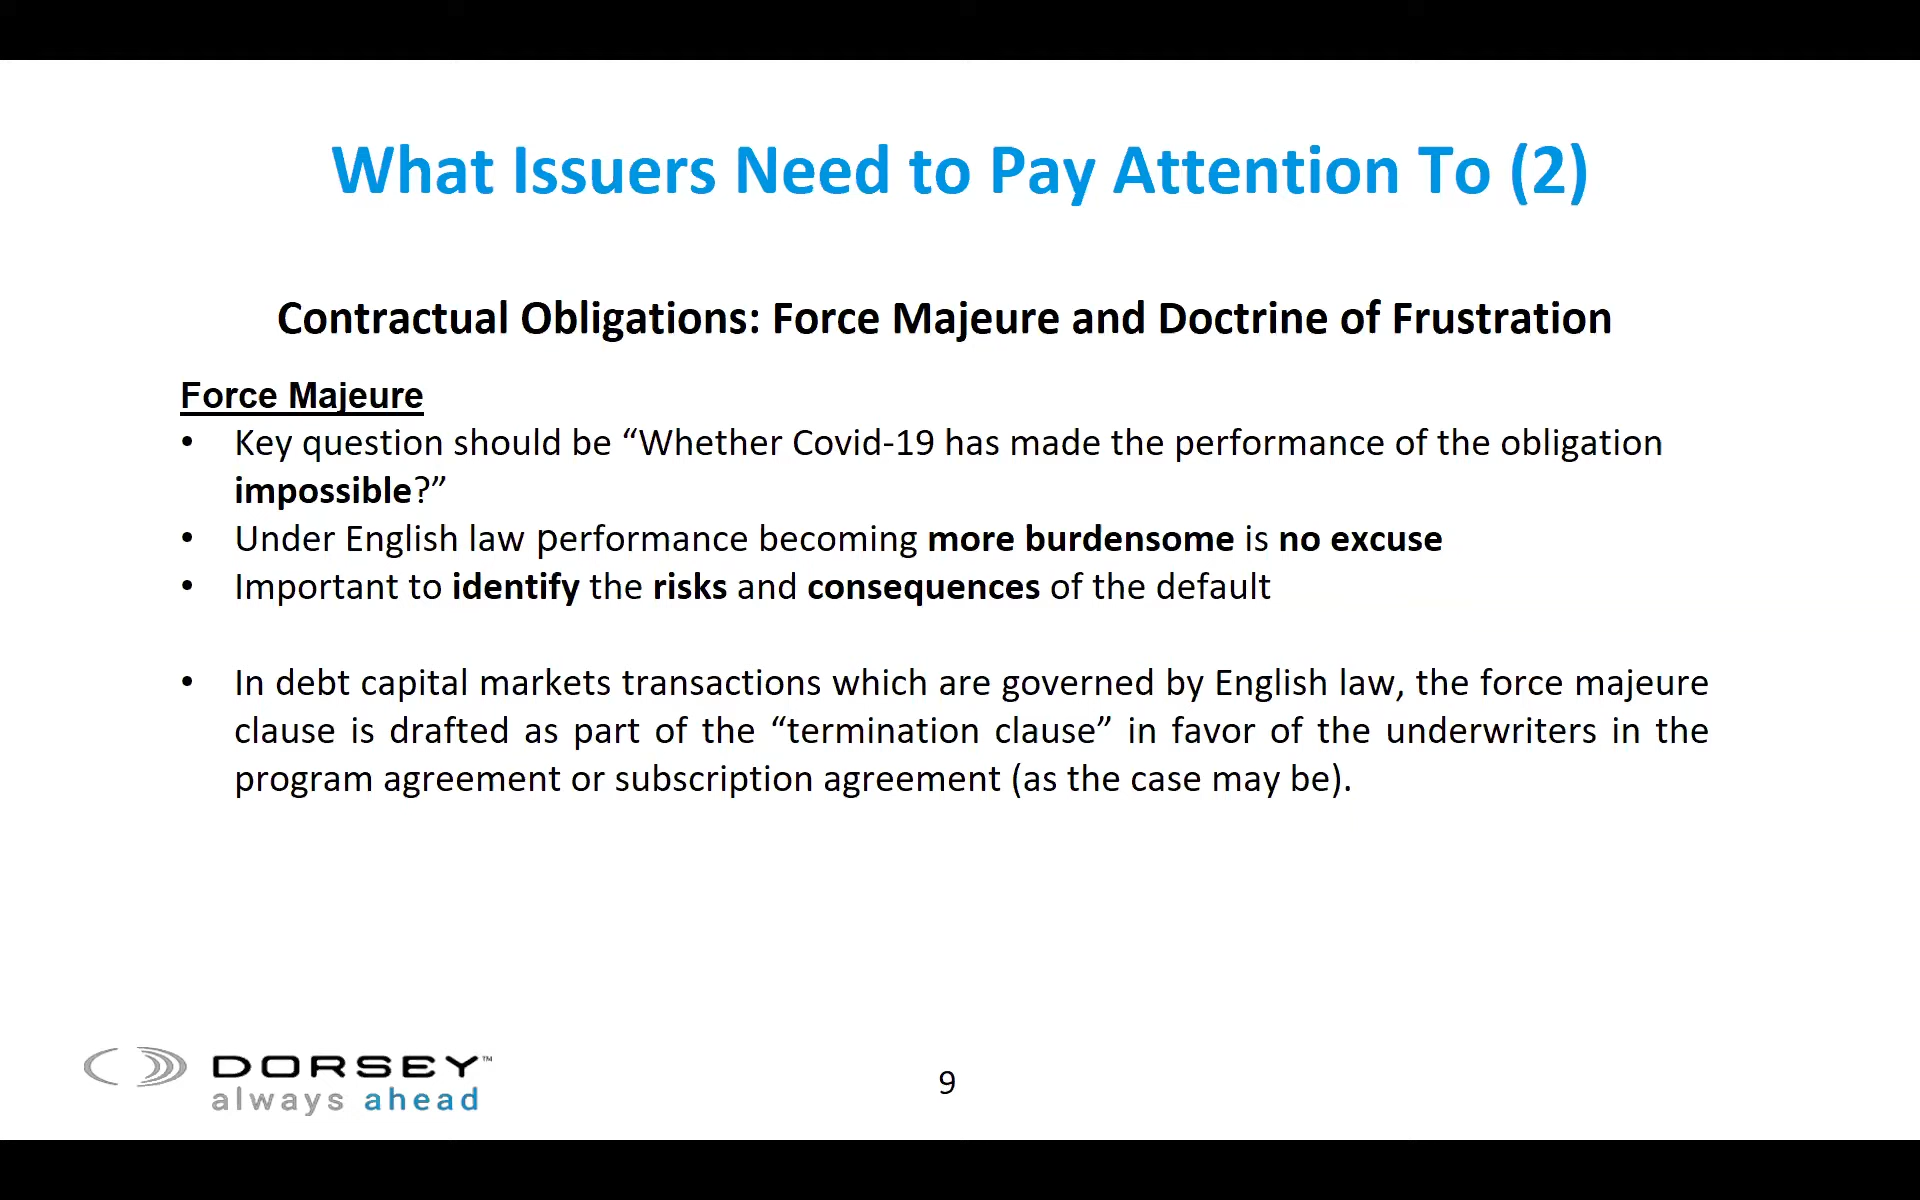 What Issuers Need to Pay Attention To (2)
Contractual Obligations: Force Majeure and Doctrine of Frustration
Force Majeure
• Key question should be “Whether Covid-19 has made the performance of the obligation
impossible?”
• Under English law performance becoming more burdensome is no excuse
• Important to identify the risks and consequences of the default
• In debt capital markets transactions which are governed by English law, the force majeure
clause is drafted as part of the “termination clause” in favor of the underwriters in the
program agreement or subscription agreement (as the case may be).
DORSEY™
always ahead
9